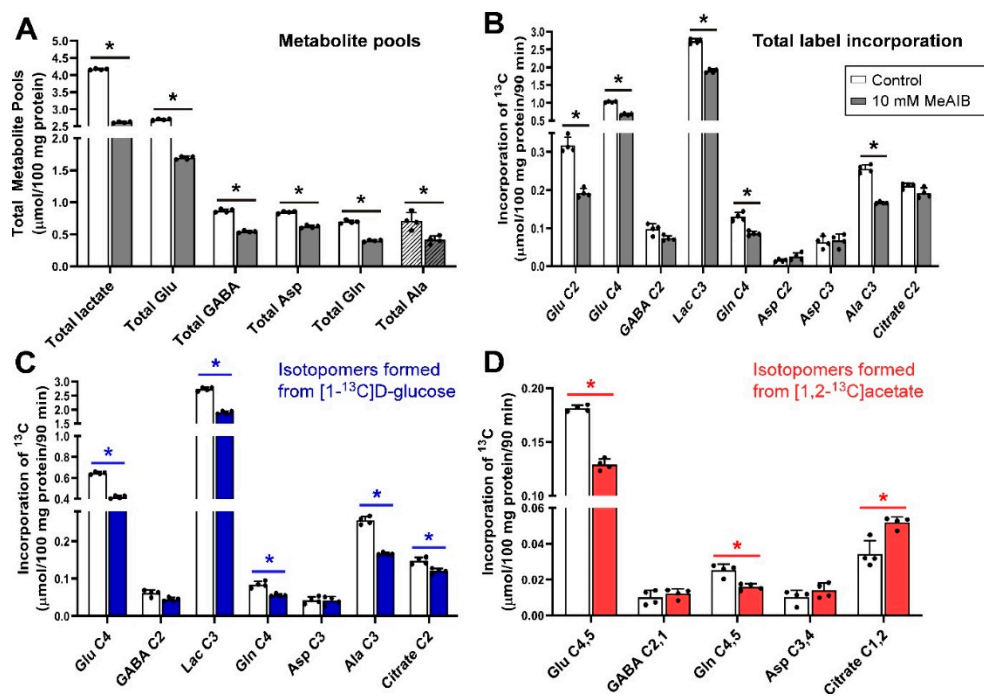 A
Metabolite pools
Total Metabolite Pools
(μmol/100 mg protein)
5.0
4.5
4.0
3.5
3.0
2.5
1.5
1.0
0.5
0.0
*
*
*
*
*
*
Total lactate
Total Glu
Total GABA
Total Asp
Total Gln
Total Ala
B
Total label incorporation
Control
10 mM MeAIB
Incorporation of 13C
(μmol/100 mg protein/90 min)
3.0
2.5
2.0
1.5
1.0
0.5
0.4
0.3
0.2
0.1
0.0
*
*
*
*
*
Glu C2
Glu C4
GABA C2
Lac C3
Gln C4
Asp C2
Asp C3
Ala C3
Citrate C2
C
Isotopomers formed
from [1-13C]D-glucose
Incorporation of 13C
(μmol/100 mg protein/90 min)
3.0
2.5
2.0
1.5
1.0
0.8
0.6
0.4
0.2
0.1
0.0
*
*
*
*
*
Glu C4
GABA C2
Lac C3
Gln C4
Asp C3
Ala C3
Citrate C2
D
Isotopomers formed
from [1,2-13C]acetate
Incorporation of 13C
(μmol/100 mg protein/90 min)
0.20
0.15
0.10
0.06
0.04
0.02
0.00
*
*
*
Glu C4,5
GABA C2,1
Gln C4,5
Asp C3,4
Citrate C1,2